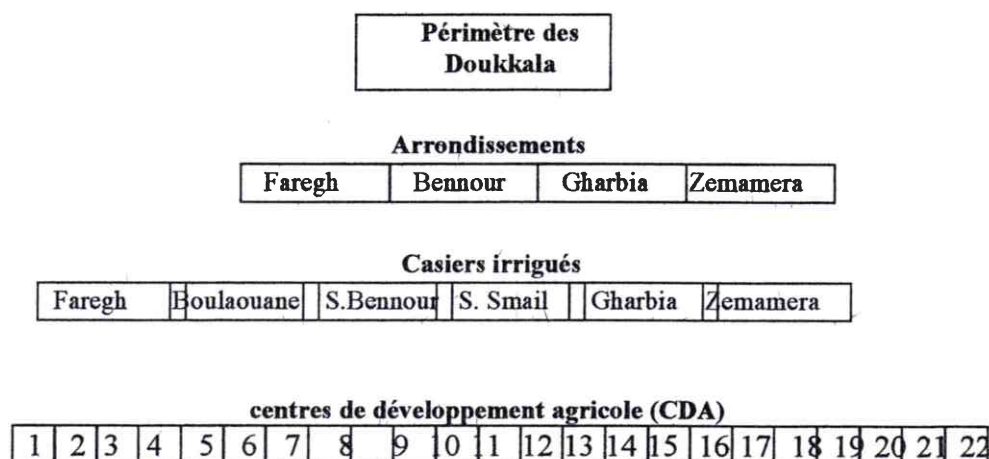 Périmètre des
Doukkala
Arrondissements
Faregh Bennour Gharbia Zemamera
Casiers irrigués
Faregh Boulaouane S.Bennour S. Smail Gharbia Zemamera
centres de développement agricole (CDA)
1 2 3 4 5 6 7 8 9 10 11 12 13 14 15 16 17 18 19 20 21 22